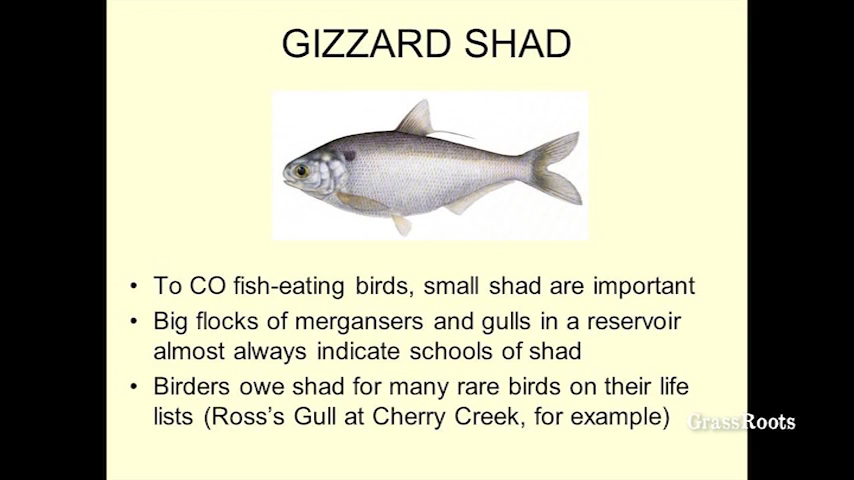 GIZZARD SHAD
• To CO fish-eating birds, small shad are important
• Big flocks of mergansers and gulls in a reservoir
almost always indicate schools of shad
• Birders owe shad for many rare birds on their life
lists (Ross's Gull at Cherry Creek, for example)
GrassRoots